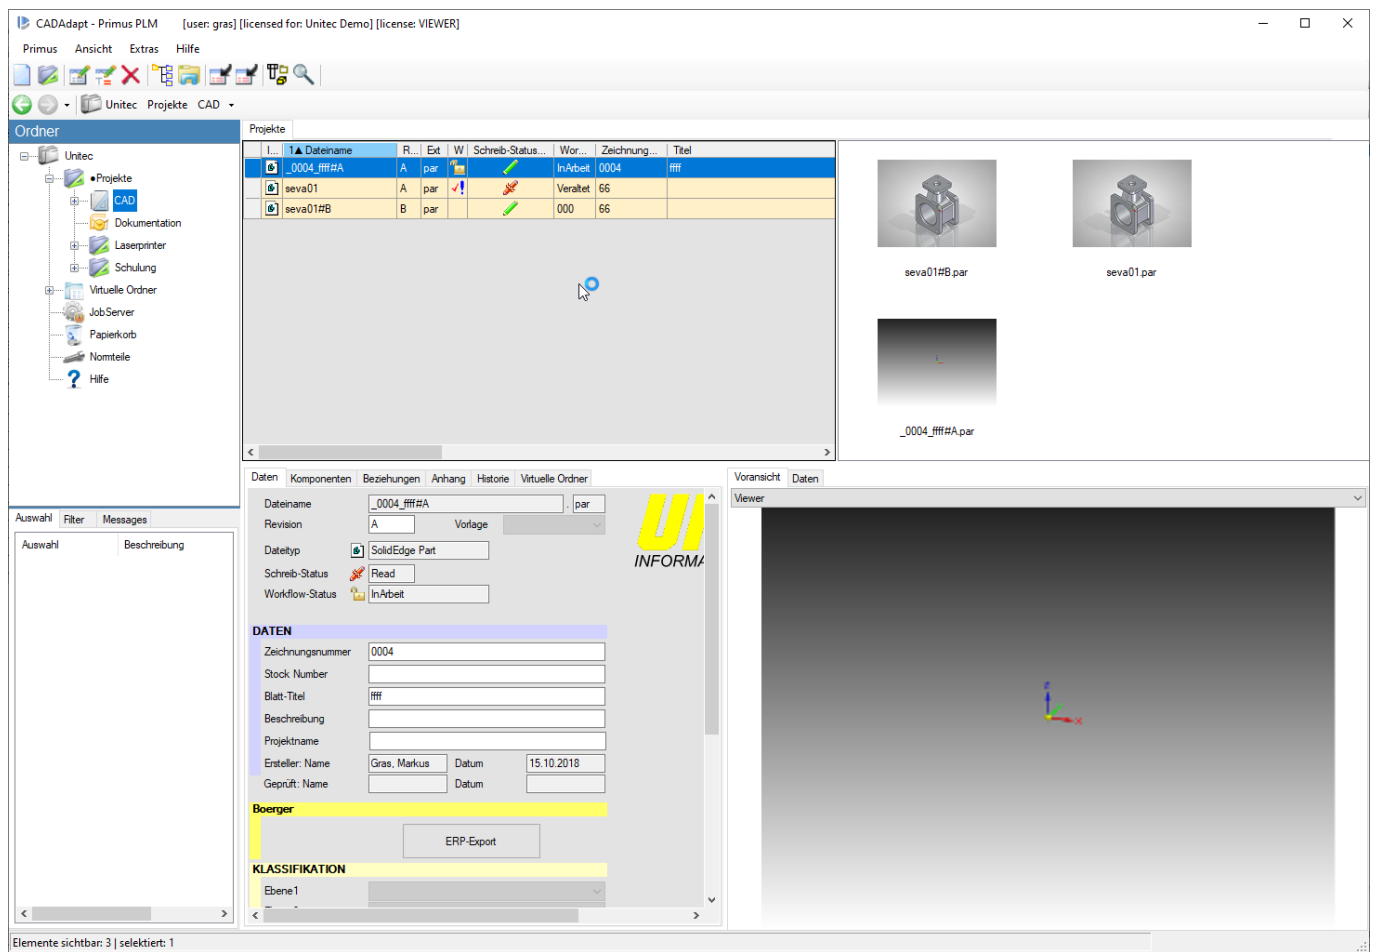 CADAdapt - Primus PLM [user: gras] [licensed for: Unitec Demo] [license: VIEWER]
Primus Ansicht Extras Hilfe
Unitec Projekte CAD
Ordner
Unitec
•Projekte
CAD
Dokumentation
Laserprinter
Schulung
Virtuelle Ordner
JobServer
Papierkorb
Normteile
Hilfe
Projekte
I... 1▲ Dateiname R... Ext W Schreib-Status... Wor... Zeichnung... Titel
_0004_ffff#A A par InArbeit 0004 ffff
seva01 A par Veraltet 66
seva01#B B par 000 66
seva01#B.par seva01.par
_0004_ffff#A.par
Auswahl Filter Messages
Auswahl Beschreibung
Daten Komponenten Beziehungen Anhang Historie Virtuelle Ordner
Dateiname _0004_ffff#A . par
Revision A Vorlage
Dateityp SolidEdge Part
Schreib-Status Read
Workflow-Status InArbeit
INFORMA
DATEN
Zeichnungsnummer 0004
Stock Number
Blatt-Titel ffff
Beschreibung
Projektname
Ersteller: Name Gras, Markus Datum 15.10.2018
Geprüft: Name Datum
Boerger
ERP-Export
KLASSIFIKATION
Ebene1
Voransicht Daten
Viewer
Z
X
Elemente sichtbar: 3 | selektiert: 1